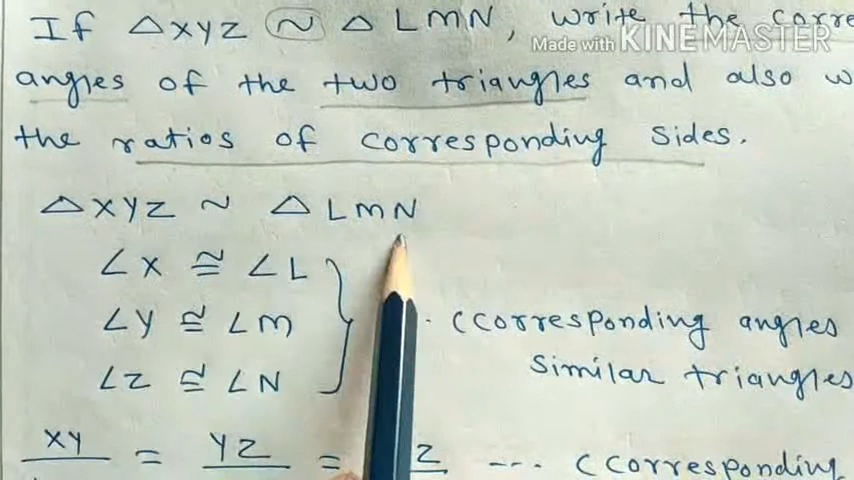 If △XYZ ~ △LMN, write the corre
Made with KINEMASTER
angles of the two triangles and also w
the ratios of corresponding sides.
△XYZ ~ △LMN
∠X ≅ ∠L
∠Y ≅ ∠M
∠Z ≅ ∠N
(Corresponding angles
Similar triangles
XY = YZ = Z ... (Corresponding